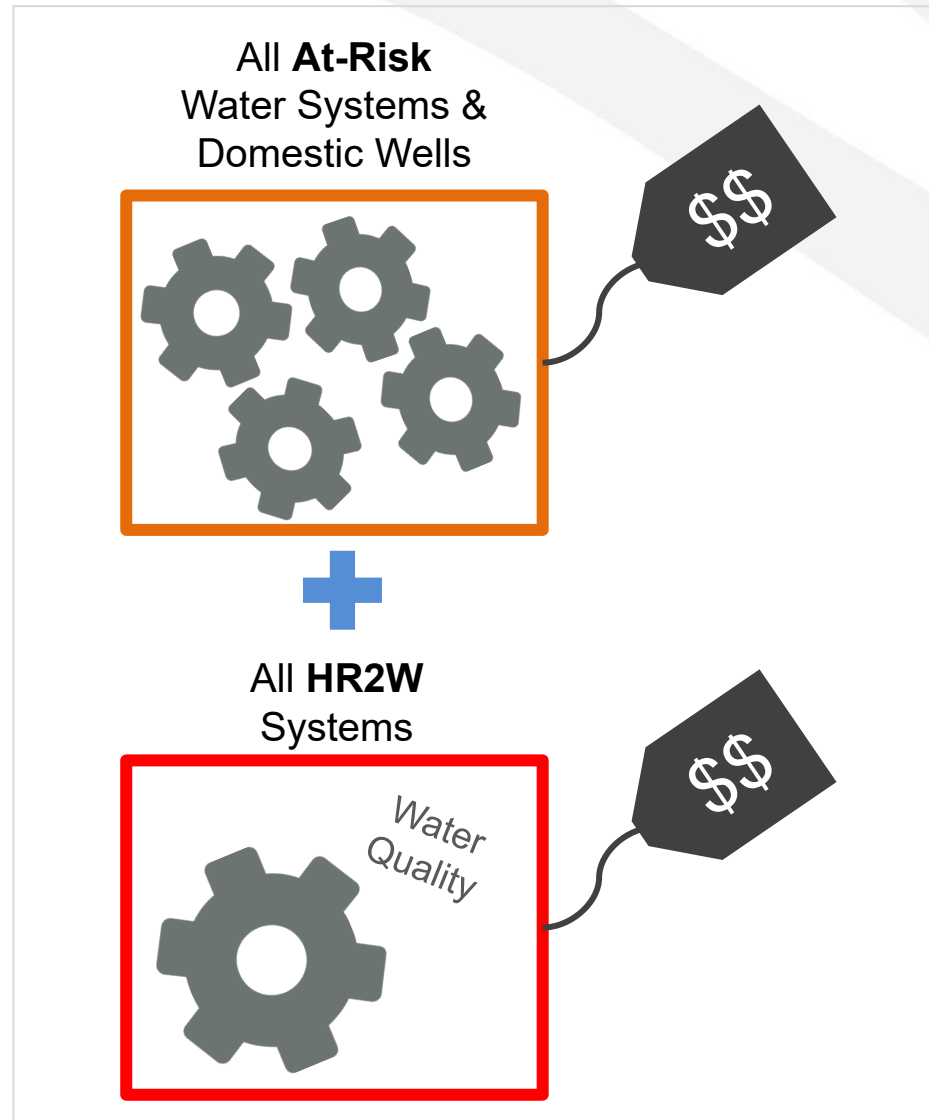 All At-Risk
Water Systems &
Domestic Wells
$$
All HR2W
Systems
$$
Water
Quality